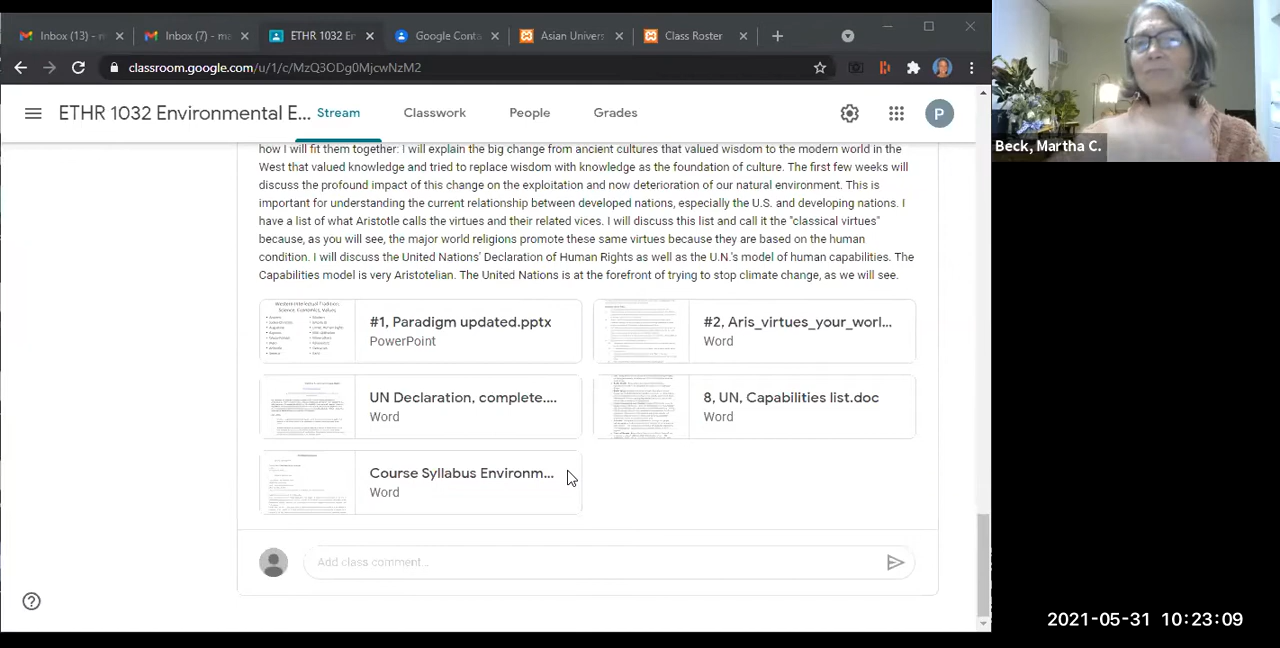 Inbox (13) - r
Inbox (7) - ma
ETHR 1032 En
Google Conta
Asian Univers
Class Roster
classroom.google.com/u/1/c/MzQ3ODg0MjcwNzM2
ETHR 1032 Environmental E...
Stream
Classwork
People
Grades
P
Beck, Martha C.
how I will fit them together: I will explain the big change from ancient cultures that valued wisdom to the modern world in the
West that valued knowledge and tried to replace wisdom with knowledge as the foundation of culture. The first few weeks will
discuss the profound impact of this change on the exploitation and now deterioration of our natural environment. This is
important for understanding the current relationship between developed nations, especially the U.S. and developing nations. I
have a list of what Aristotle calls the virtues and their related vices. I will discuss this list and call it the "classical virtues"
because, as you will see, the major world religions promote these same virtues because they are based on the human
condition. I will discuss the United Nations' Declaration of Human Rights as well as the U.N.'s model of human capabilities. The
Capabilities model is very Aristotelian. The United Nations is at the forefront of trying to stop climate change, as we will see.
Western Intellectual Traditions
Science, Economics, Values
1, Paradigm updated.pptx
PowerPoint
Aris_virtues_your_worl...
Word
UN Declaration, complete....
8, UN, Capabilities list.doc
Word
Course Syllabus Environm
Word
Add class comment...
2021-05-31 10:23:09